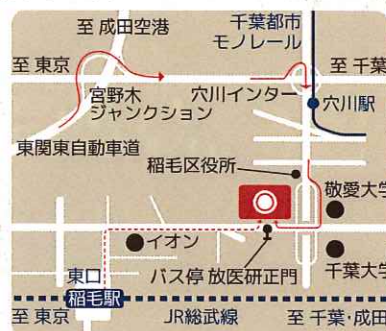 至 成田空港
千葉都市
モノレール
至 東京
至 千葉
宮野木
ジャンクション
穴川インター
穴川駅
東関東自動車道
稲毛区役所
敬愛大学
イオン
バス停 放医研正門
千葉大学
東口
稲毛駅
至 東京
JR総武線
至 千葉・成田